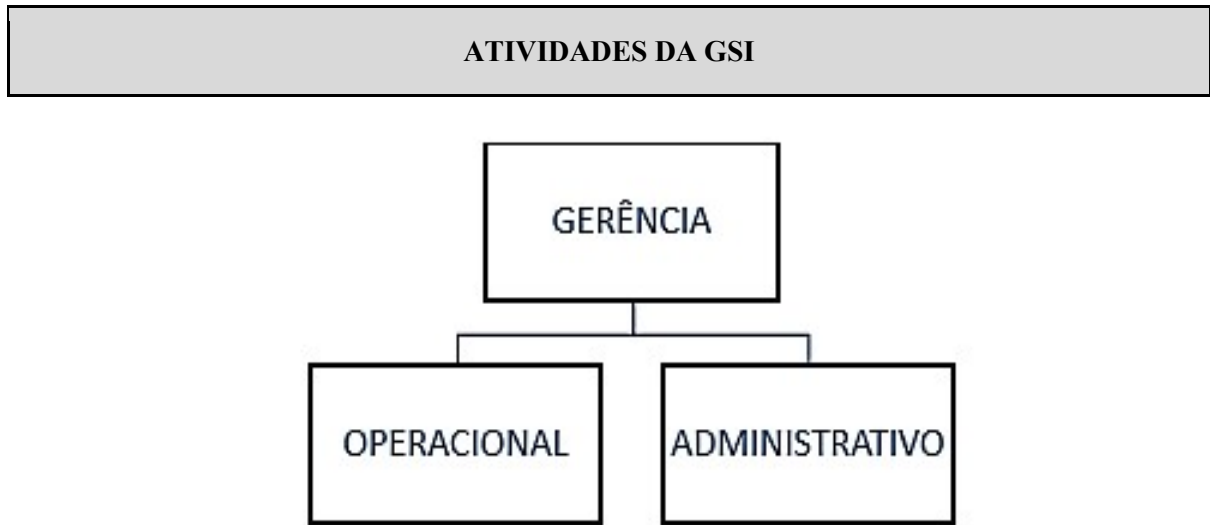 ATIVIDADES DA GSI
GERÊNCIA
OPERACIONAL
ADMINISTRATIVO